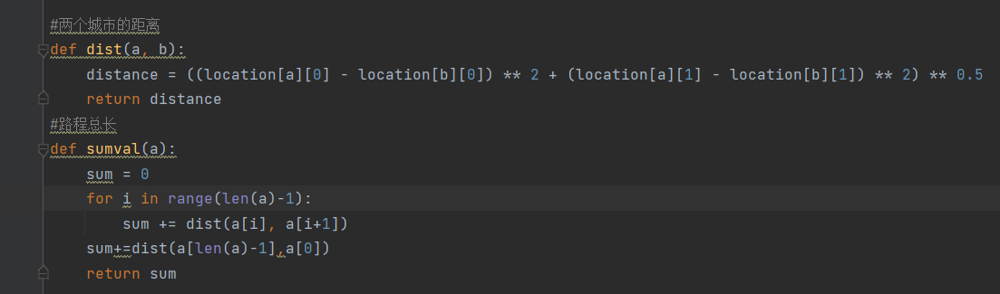 #两个城市的距离
def dist(a, b):
    distance = ((location[a][0] - location[b][0]) ** 2 + (location[a][1] - location[b][1]) ** 2) ** 0.5
    return distance
#路程总长
def sumval(a):
    sum = 0
    for i in range(len(a)-1):
        sum += dist(a[i], a[i+1])
    sum+=dist(a[len(a)-1],a[0])
    return sum